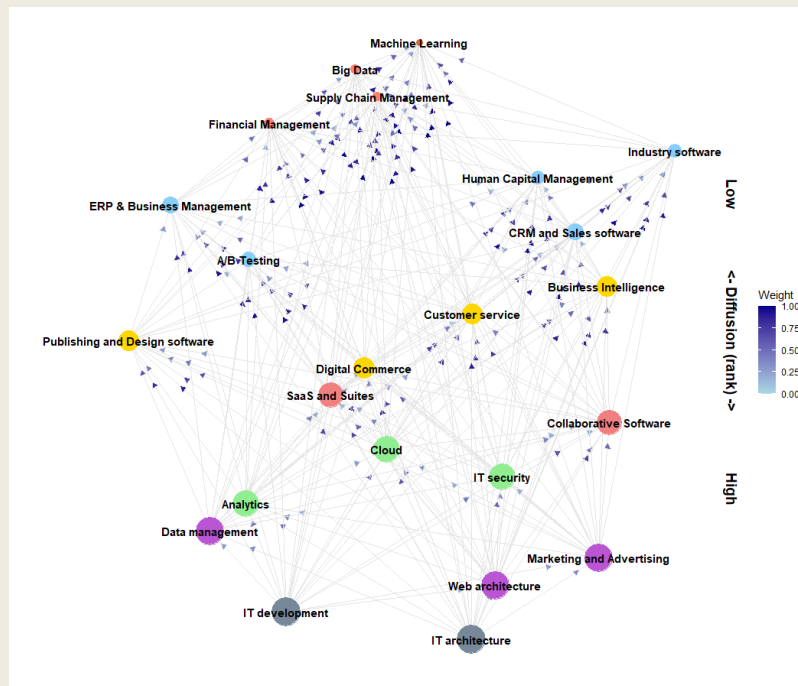 Machine Learning
Big Data
Supply Chain Management
Financial Management
Industry software
Human Capital Management
ERP & Business Management
CRM and Sales software
A/B Testing
Business Intelligence
Customer service
Publishing and Design software
Digital Commerce
SaaS and Suites
Collaborative Software
Cloud
IT security
Analytics
Data management
Marketing and Advertising
Web architecture
IT development
IT architecture
Low
<- Diffusion (rank) ->
High
Weight
1.00
0.75
0.50
0.25
0.00